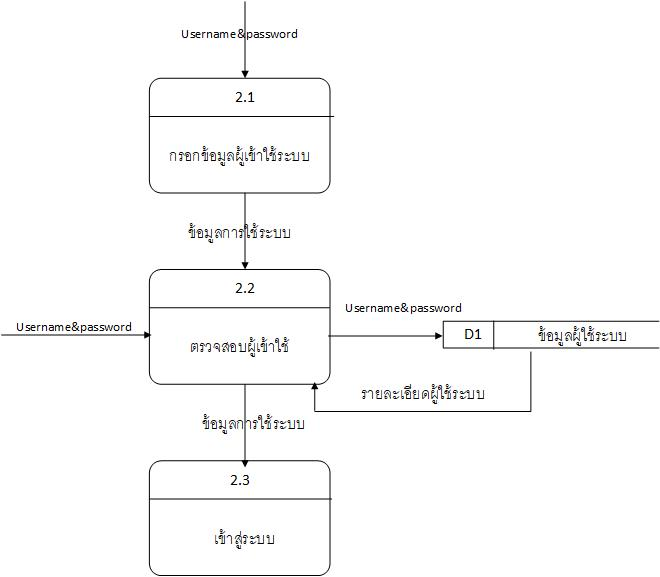 Username&password
2.1
กรอกข้อมูลผู้เข้าใช้ระบบ
ข้อมูลการใช้ระบบ
2.2
Username&password
Username&password
D1
ข้อมูลผู้ใช้ระบบ
ตรวจสอบผู้เข้าใช้
รายละเอียดผู้ใช้ระบบ
ข้อมูลการใช้ระบบ
2.3
เข้าสู่ระบบ